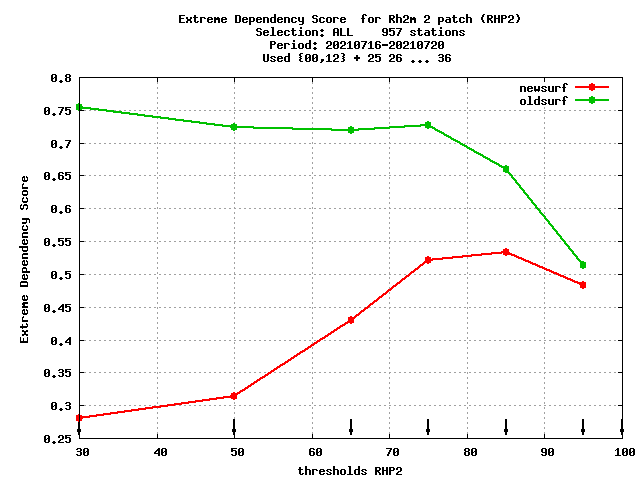 Extreme Dependency Score  for Rh2m 2 patch (RHP2)
Selection: ALL    957 stations
Period: 20210716-20210720
Used {00,12} + 25 26 ... 36
newsurf
oldsurf
0.8
0.75
0.7
0.65
0.6
0.55
0.5
0.45
0.4
0.35
0.3
0.25
Extreme Dependency Score
30 40 50 60 70 80 90 100
thresholds RHP2